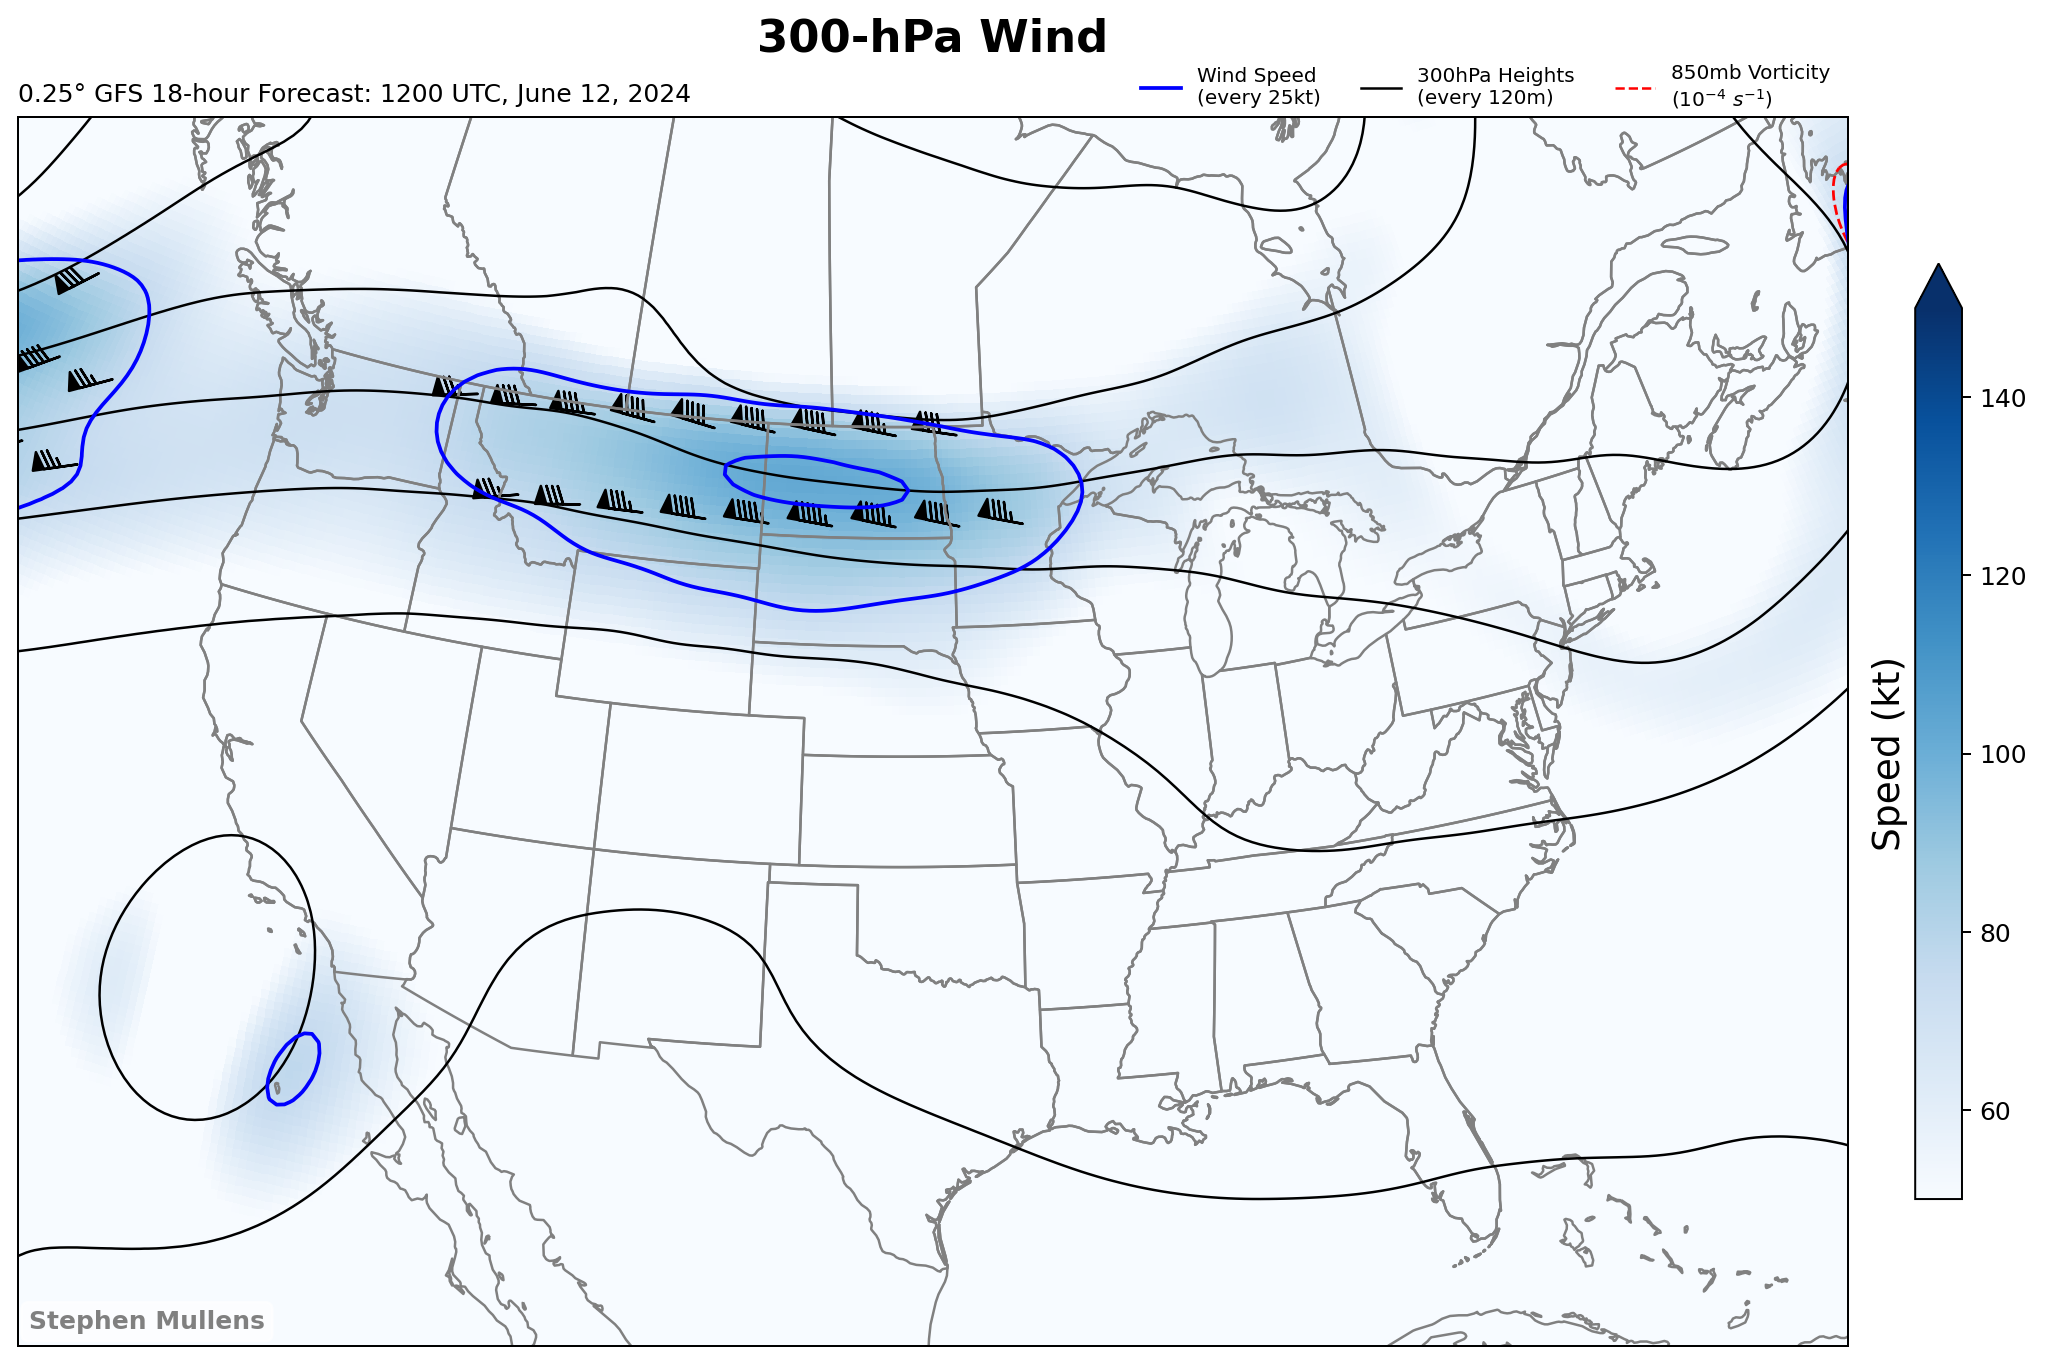 300-hPa Wind
0.25° GFS 18-hour Forecast: 1200 UTC, June 12, 2024
Wind Speed
(every 25kt)
300hPa Heights
(every 120m)
850mb Vorticity
(10⁻⁴ s⁻¹)
140
120
100
80
60
Speed (kt)
Stephen Mullens